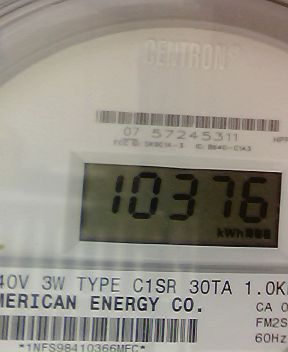 CENTRON®
07 57245311
10376
kWh
40V 3W TYPE C1SR 30TA 1.0K
MERICAN ENERGY CO.
CA 0
FM2S
60Hz
*1NFS98410366MFC*